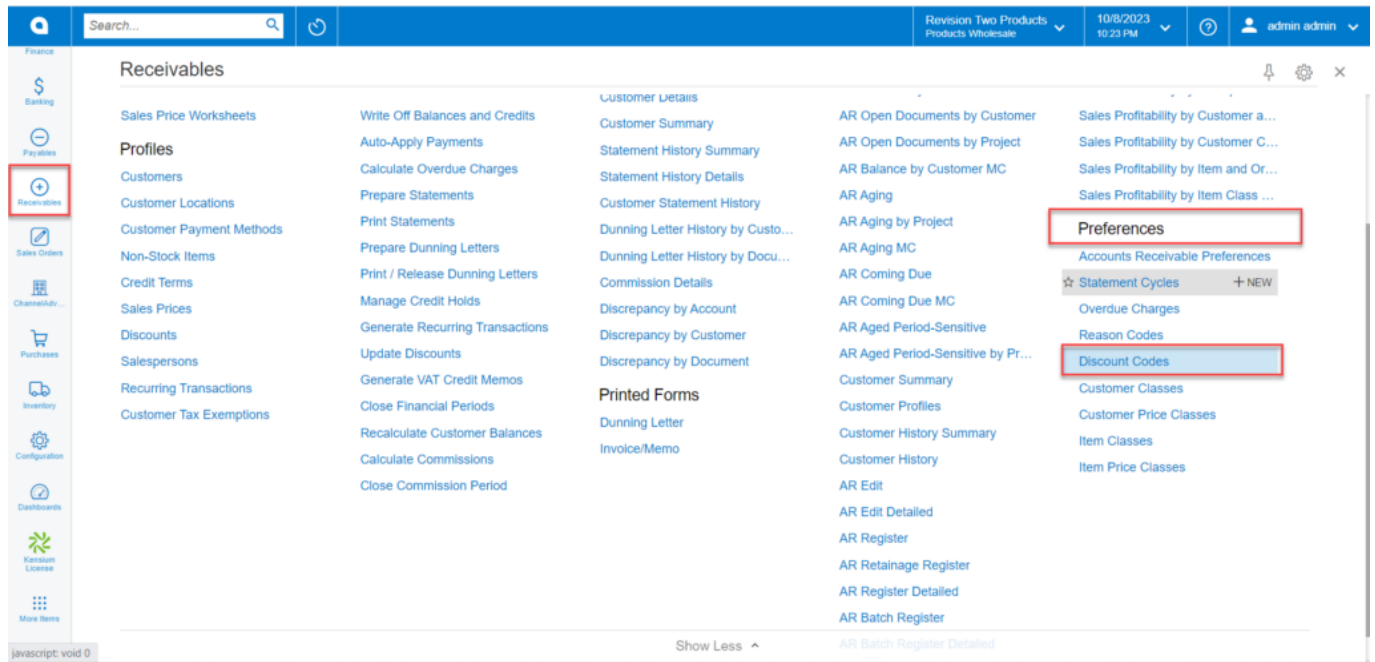 Search...
Revision Two Products
Products Wholesale
10/8/2023
10:23 PM
admin admin
Finance
Banking
Payables
Receivables
Sales Orders
ChannelAdv...
Purchases
Inventory
Configuration
Dashboards
Kensium
License
More Items
javascript: void 0
Receivables
Sales Price Worksheets
Profiles
Customers
Customer Locations
Customer Payment Methods
Non-Stock Items
Credit Terms
Sales Prices
Discounts
Salespersons
Recurring Transactions
Customer Tax Exemptions
Write Off Balances and Credits
Auto-Apply Payments
Calculate Overdue Charges
Prepare Statements
Print Statements
Prepare Dunning Letters
Print / Release Dunning Letters
Manage Credit Holds
Generate Recurring Transactions
Update Discounts
Generate VAT Credit Memos
Close Financial Periods
Recalculate Customer Balances
Calculate Commissions
Close Commission Period
Customer Details
Customer Summary
Statement History Summary
Statement History Details
Customer Statement History
Dunning Letter History by Custo...
Dunning Letter History by Docu...
Commission Details
Discrepancy by Account
Discrepancy by Customer
Discrepancy by Document
Printed Forms
Dunning Letter
Invoice/Memo
AR Open Documents by Customer
AR Open Documents by Project
AR Balance by Customer MC
AR Aging
AR Aging by Project
AR Aging MC
AR Coming Due
AR Coming Due MC
AR Aged Period-Sensitive
AR Aged Period-Sensitive by Pr...
Customer Summary
Customer Profiles
Customer History Summary
Customer History
AR Edit
AR Edit Detailed
AR Register
AR Retainage Register
AR Register Detailed
AR Batch Register
AR Batch Register Detailed
Sales Profitability by Customer a...
Sales Profitability by Customer C...
Sales Profitability by Item and Or...
Sales Profitability by Item Class ...
Preferences
Accounts Receivable Preferences
Statement Cycles + NEW
Overdue Charges
Reason Codes
Discount Codes
Customer Classes
Customer Price Classes
Item Classes
Item Price Classes
Show Less